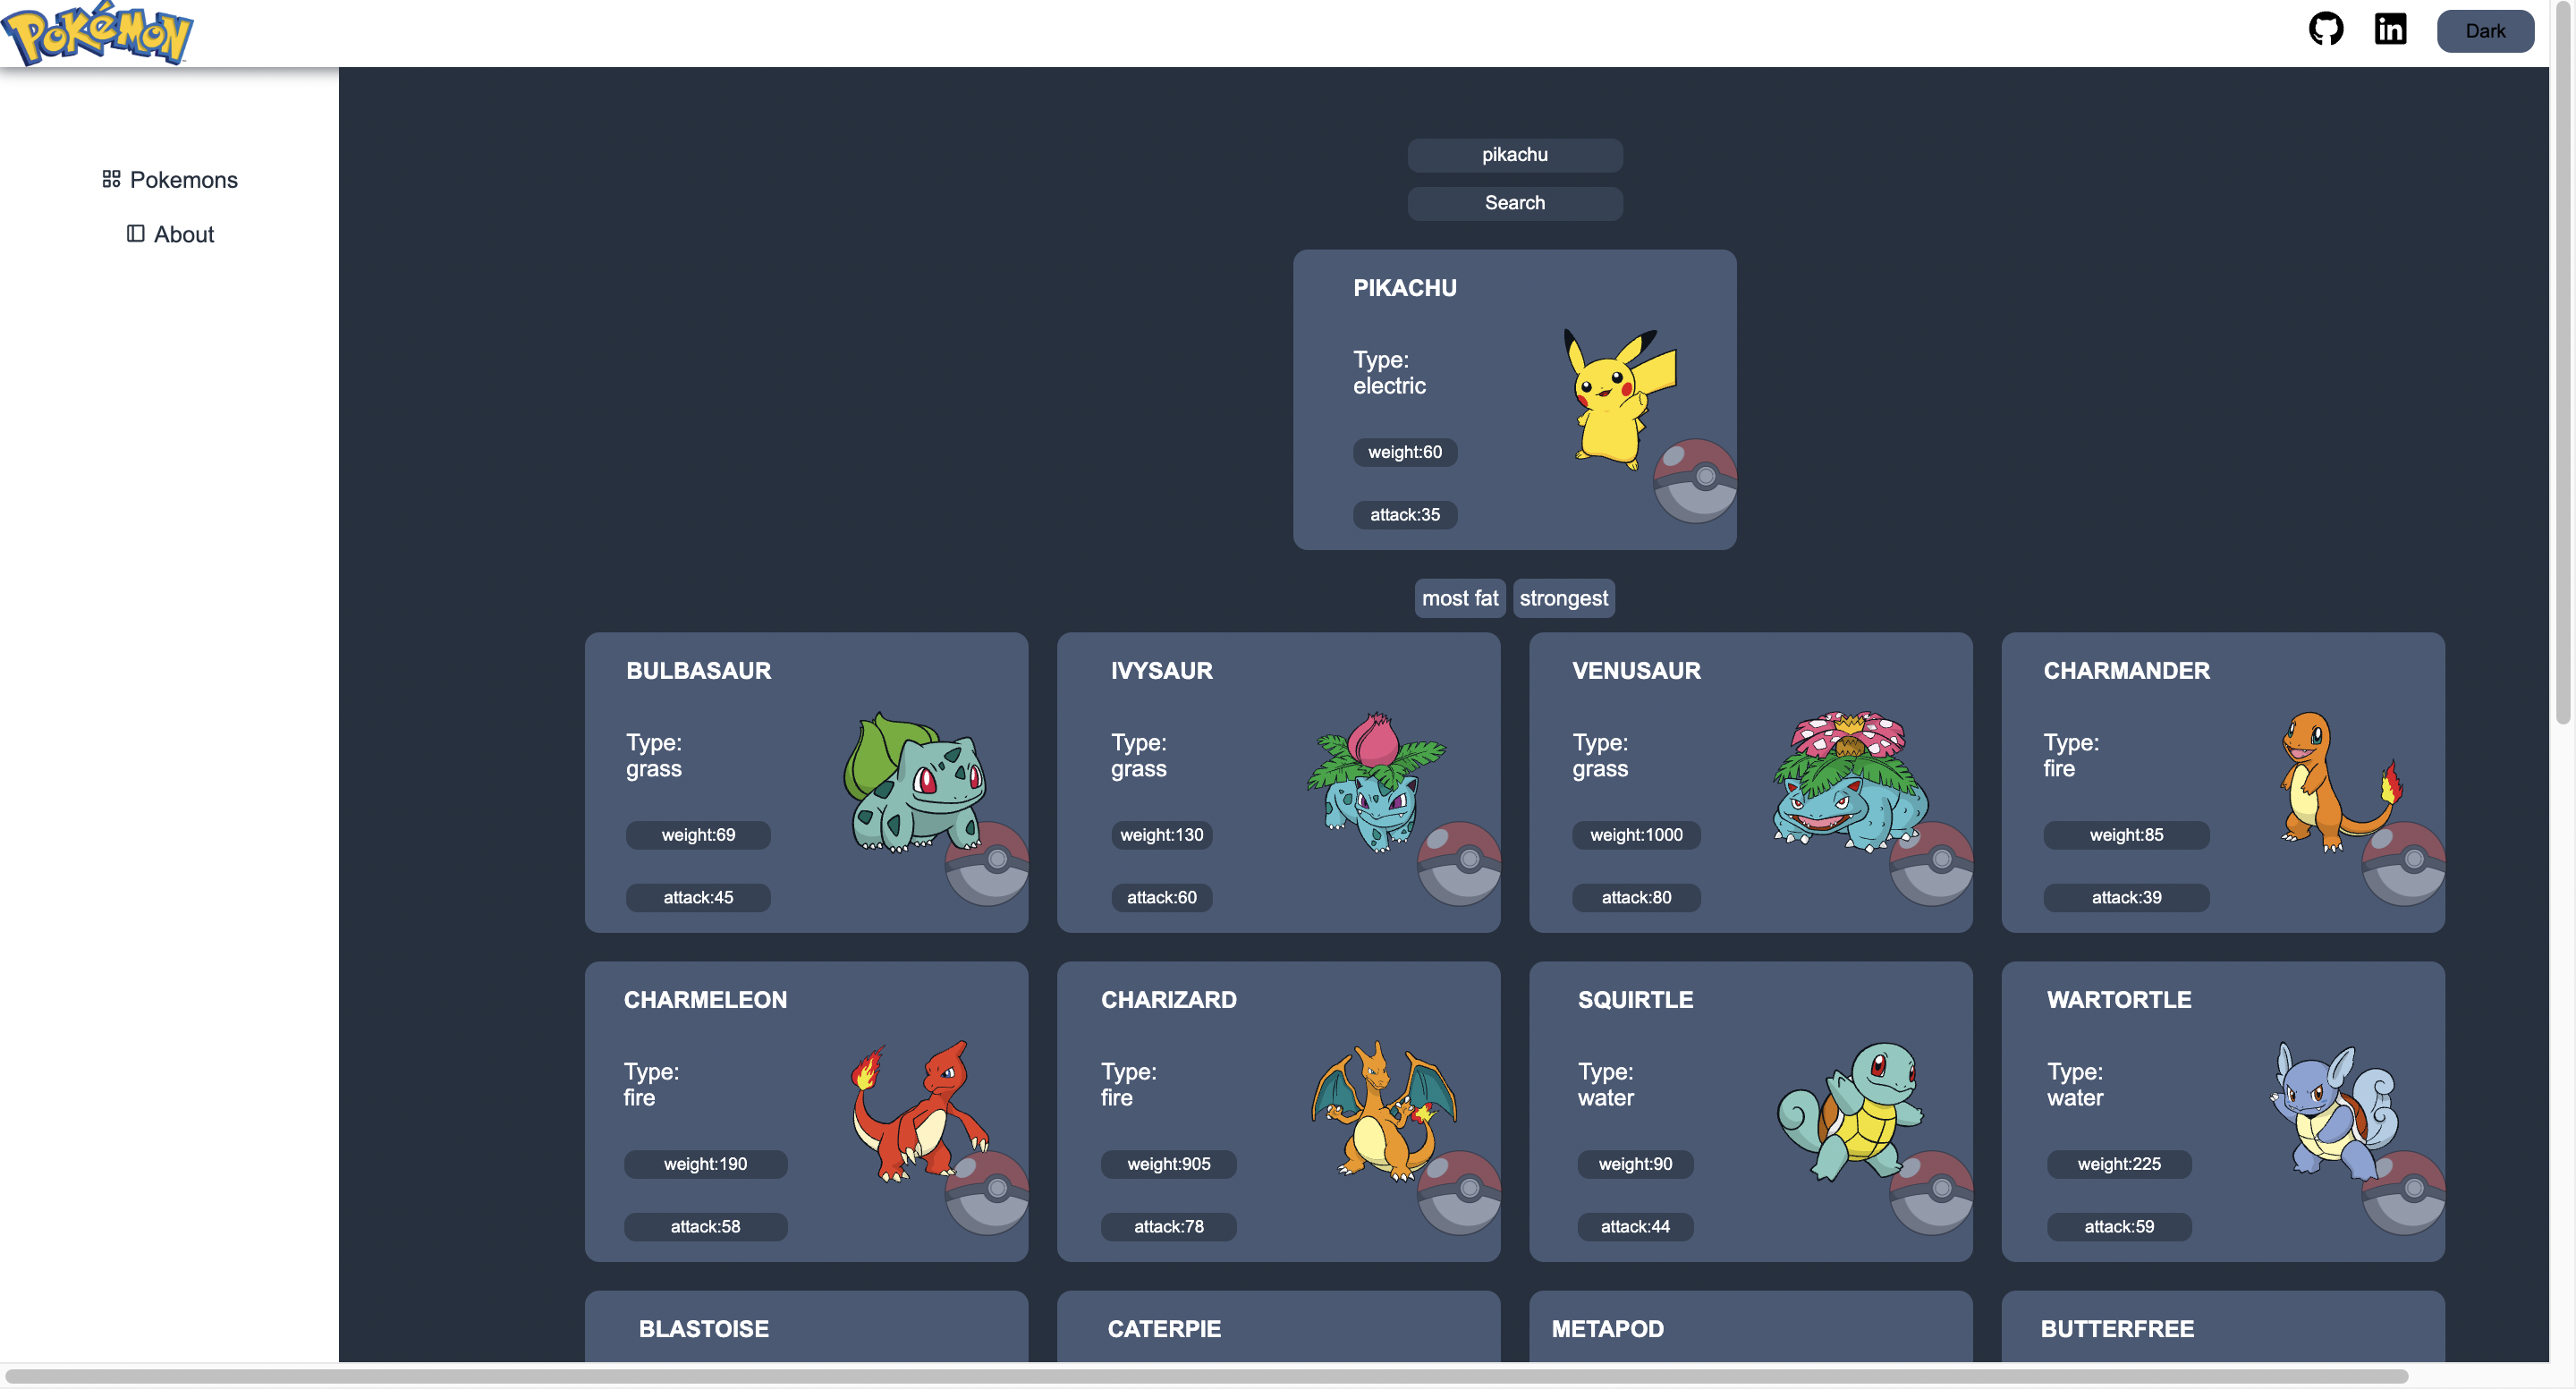 POKéMON
Dark
Pokemons
About
pikachu
Search
PIKACHU
Type:
electric
weight:60
attack:35
most fat
strongest
BULBASAUR
Type:
grass
weight:69
attack:45
IVYSAUR
Type:
grass
weight:130
attack:60
VENUSAUR
Type:
grass
weight:1000
attack:80
CHARMANDER
Type:
fire
weight:85
attack:39
CHARMELEON
Type:
fire
weight:190
attack:58
CHARIZARD
Type:
fire
weight:905
attack:78
SQUIRTLE
Type:
water
weight:90
attack:44
WARTORTLE
Type:
water
weight:225
attack:59
BLASTOISE
CATERPIE
METAPOD
BUTTERFREE